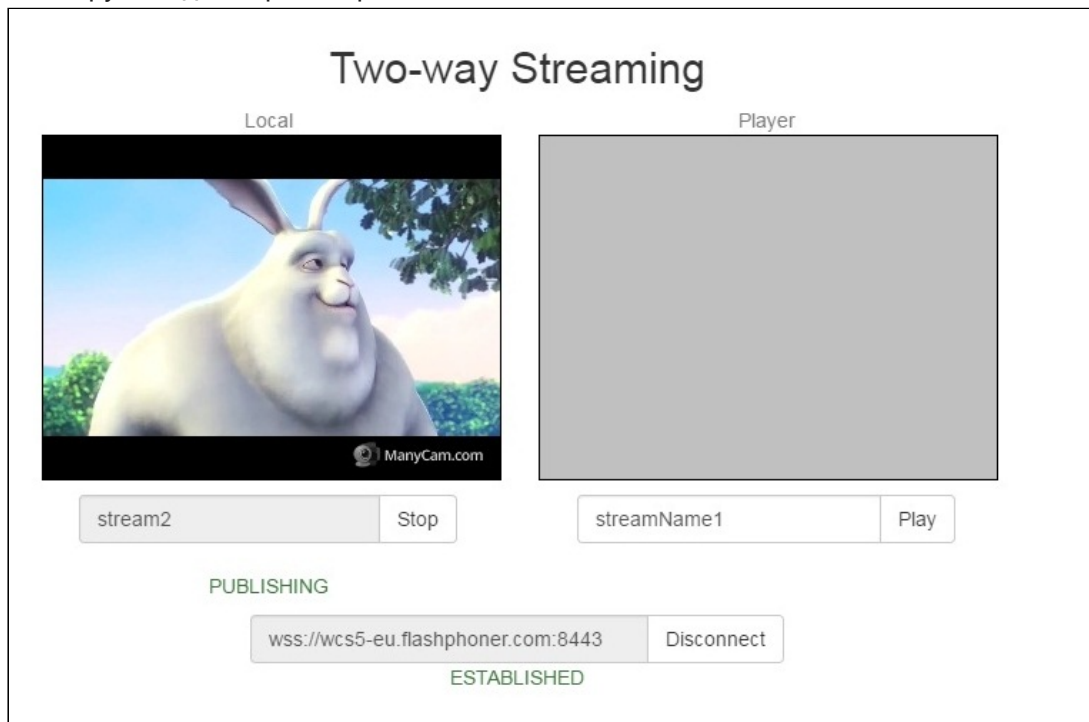 Two-way Streaming
Local
Player
ManyCam.com
stream2
Stop
streamName1
Play
PUBLISHING
wss://wcs5-eu.flashphoner.com:8443
Disconnect
ESTABLISHED